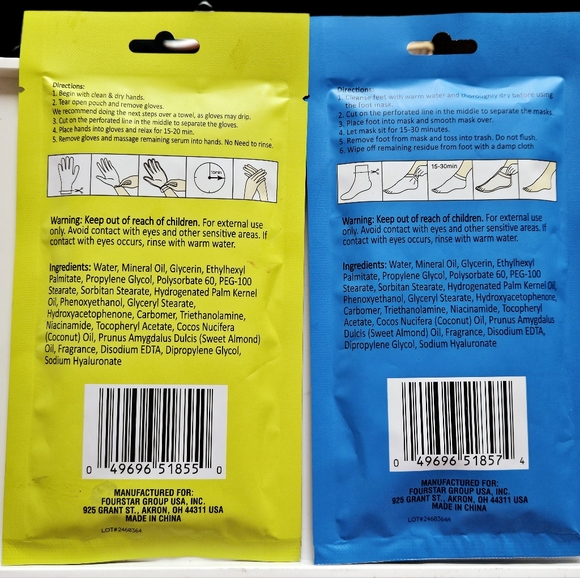 Directions:
1. Begin with clean & dry hands.
2. Tear open pouch and remove gloves.
We recommend doing the next steps over a towel, as gloves may drip.
3. Cut on the perforated line in the middle to separate the gloves.
4. Place hands into gloves and relax for 15-20 min.
5. Remove gloves and massage remaining serum into hands. No Need to rinse.
Warning: Keep out of reach of children. For external use
only. Avoid contact with eyes and other sensitive areas. If
contact with eyes occurs, rinse with warm water.
Ingredients: Water, Mineral Oil, Glycerin, Ethylhexyl
Palmitate, Propylene Glycol, Polysorbate 60, PEG-100
Stearate, Sorbitan Stearate, Hydrogenated Palm Kernel
Oil, Phenoxyethanol, Glyceryl Stearate,
Hydroxyacetophenone, Carbomer, Triethanolamine,
Niacinamide, Tocopheryl Acetate, Cocos Nucifera
(Coconut) Oil, Prunus Amygdalus Dulcis (Sweet Almond)
Oil, Fragrance, Disodium EDTA, Dipropylene Glycol,
Sodium Hyaluronate
0 49696 51855 0
MANUFACTURED FOR:
FOURSTAR GROUP USA, INC.
925 GRANT ST., AKRON, OH 44311 USA
MADE IN CHINA
LOT#2468364A
Directions:
1. Cleanse feet with warm water and thoroughly dry before using
the foot mask.
2. Cut on the perforated line in the middle to separate the masks.
3. Place foot into mask and smooth mask over.
4. Let mask sit for 15-30 minutes.
5. Remove foot from mask and toss into trash. Do not flush.
6. Wipe off remaining residue from foot with a damp cloth
15-30min
Warning: Keep out of reach of children. For external use
only. Avoid contact with eyes and other sensitive areas. If
contact with eyes occurs, rinse with warm water.
Ingredients: Water, Mineral Oil, Glycerin, Ethylhexyl
Palmitate, Propylene Glycol, Polysorbate 60, PEG-100
Stearate, Sorbitan Stearate, Hydrogenated Palm Kernel Oil,
Phenoxyethanol, Glyceryl Stearate, Hydroxyacetophenone,
Carbomer, Triethanolamine, Niacinamide, Tocopheryl
Acetate, Cocos Nucifera (Coconut) Oil, Prunus Amygdalus
Dulcis (Sweet Almond) Oil, Fragrance, Disodium EDTA,
Dipropylene Glycol, Sodium Hyaluronate
0 49696 51857 4
MANUFACTURED FOR:
FOURSTAR GROUP USA, INC.
925 GRANT ST., AKRON, OH 44311 USA
MADE IN CHINA